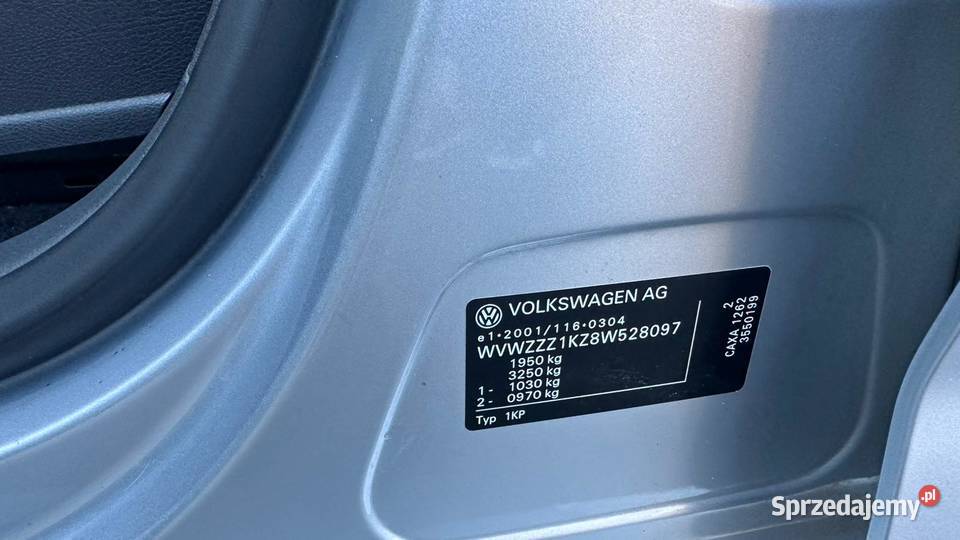 VOLKSWAGEN AG
e1*2001/116*0304
WVWZZZ1KZ8W528097
1950 kg
3250 kg
1 - 1030 kg
2 - 0970 kg
Typ 1KP
2
CAXA 1262
3550199
Sprzedajemy.pl